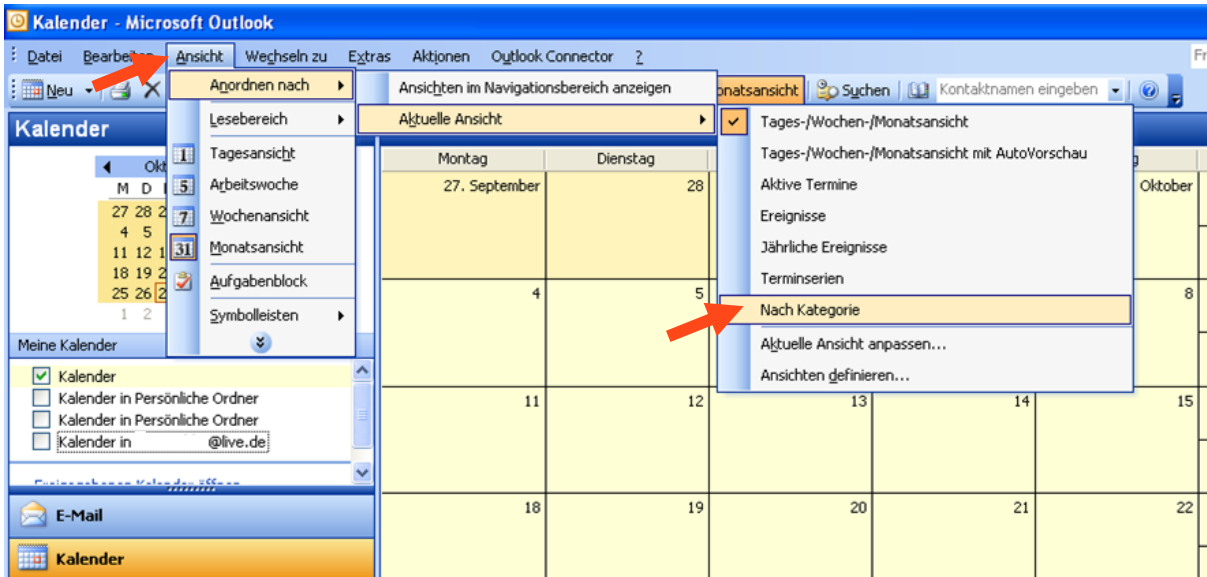 Kalender - Microsoft Outlook
Datei Bearbeiten Ansicht Wechseln zu Extras Aktionen Outlook Connector ?
Neu
Suchen
Kontaktnamen eingeben
Kalender
M D
27 28
4 5
11 12
18 19
25 26
1 2
Anordnen nach
Lesebereich
1 Tagesansicht
5 Arbeitswoche
7 Wochenansicht
31 Monatsansicht
Aufgabenblock
Symbolleisten
Ansichten im Navigationsbereich anzeigen
Aktuelle Ansicht
Tages-/Wochen-/Monatsansicht
Tages-/Wochen-/Monatsansicht mit AutoVorschau
Aktive Termine
Ereignisse
Jährliche Ereignisse
Terminserien
Nach Kategorie
Aktuelle Ansicht anpassen...
Ansichten definieren...
Montag Dienstag
27. September 28 Oktober
4 5 8
11 12 13 14 15
18 19 20 21 22
Meine Kalender
Kalender
Kalender in Persönliche Ordner
Kalender in Persönliche Ordner
Kalender in @live.de
E-Mail
Kalender